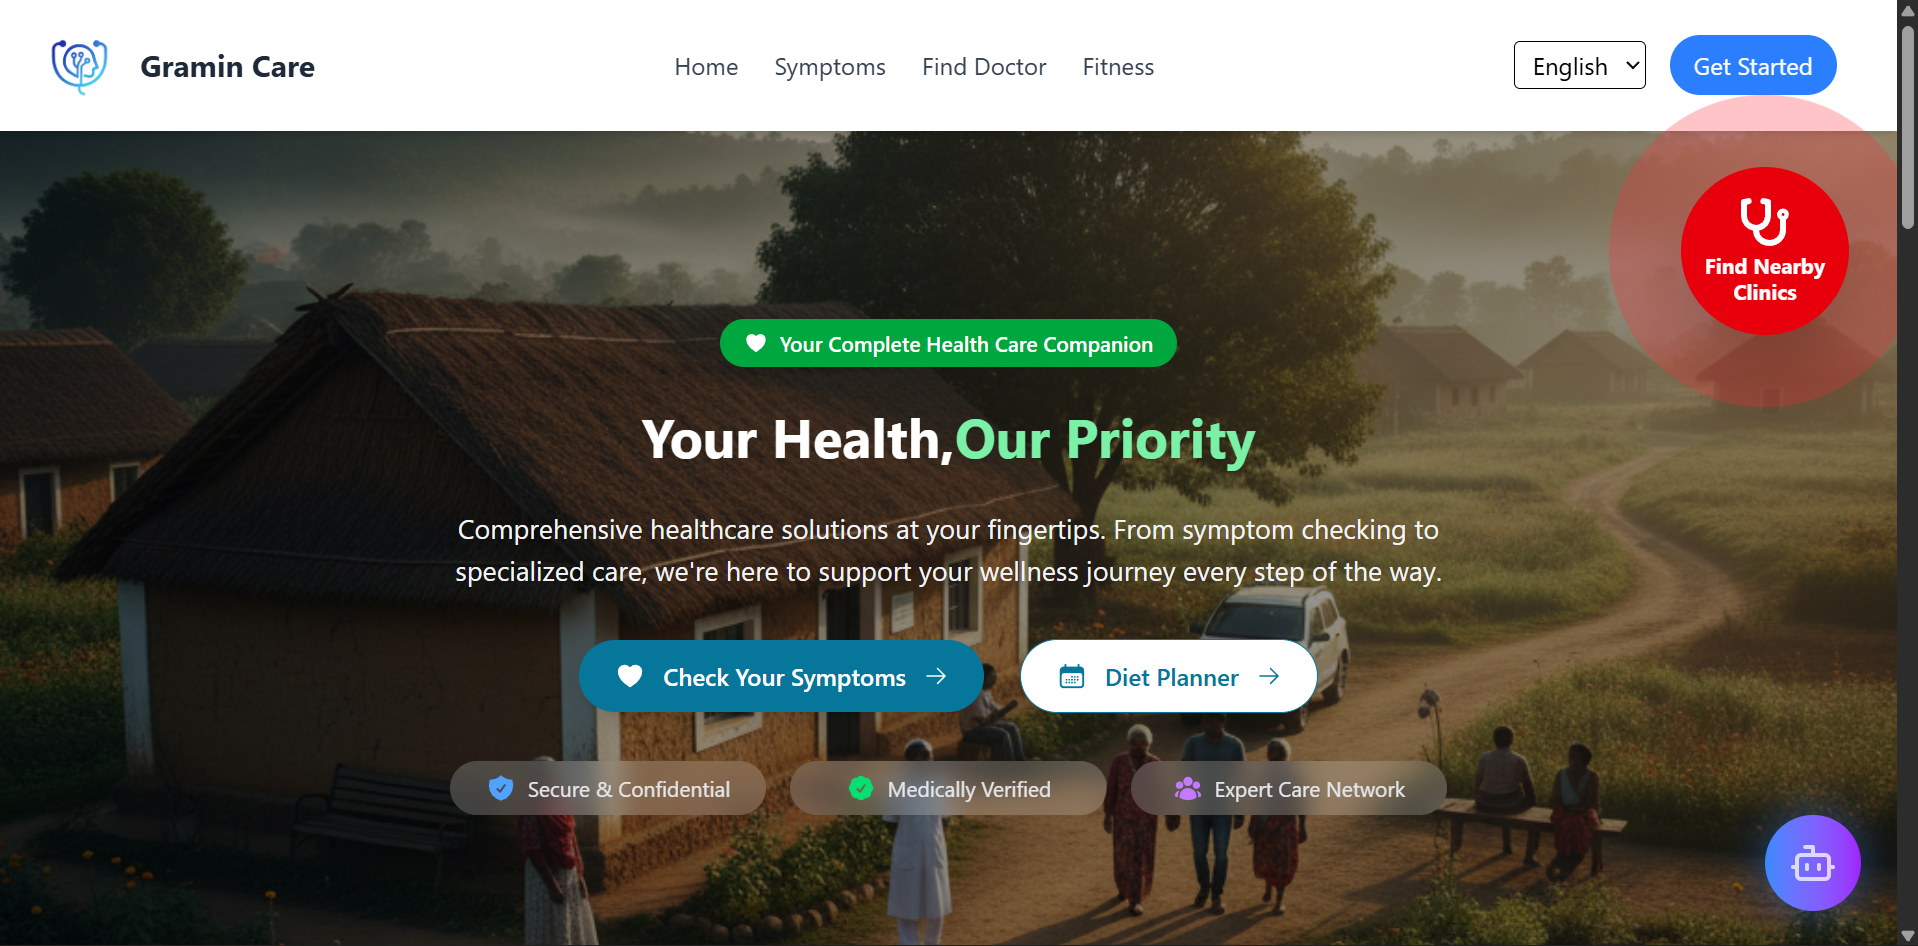 Gramin Care
Home
Symptoms
Find Doctor
Fitness
English
Get Started
Find Nearby
Clinics
Your Complete Health Care Companion
Your Health,Our Priority
Comprehensive healthcare solutions at your fingertips. From symptom checking to
specialized care, we're here to support your wellness journey every step of the way.
Check Your Symptoms
Diet Planner
Secure & Confidential
Medically Verified
Expert Care Network